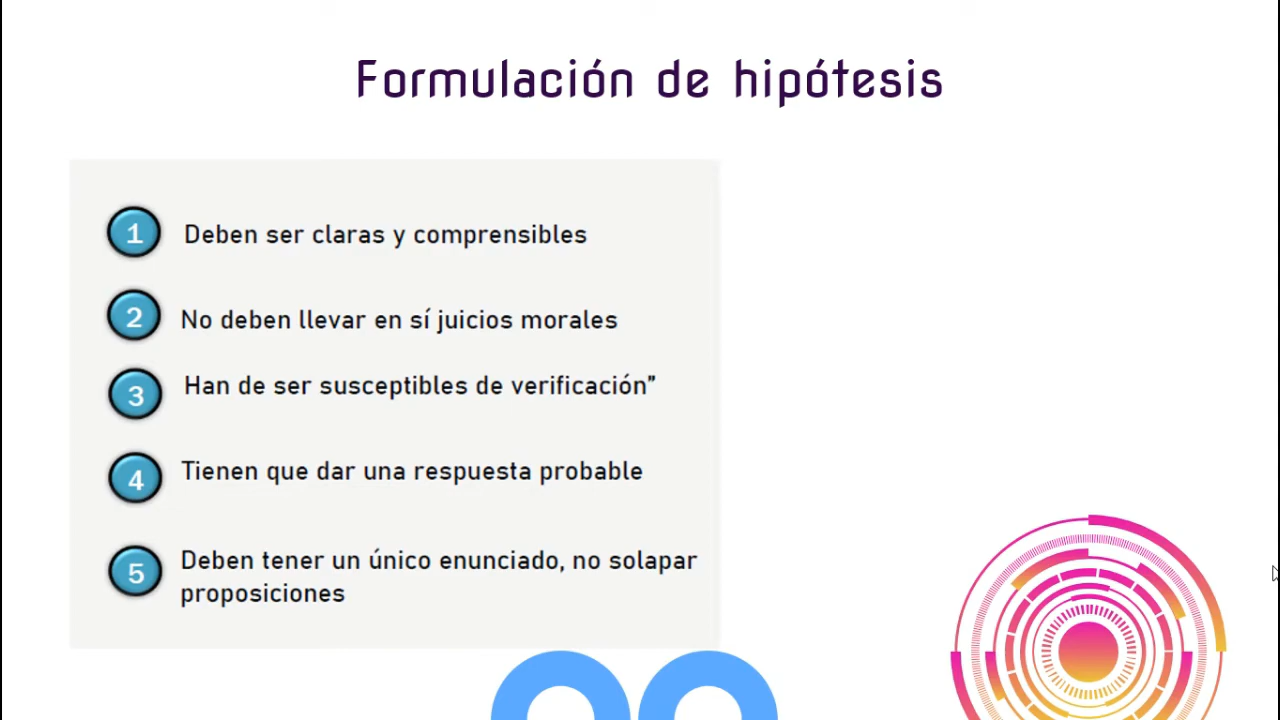 Formulación de hipótesis
1 Deben ser claras y comprensibles
2 No deben llevar en sí juicios morales
3 Han de ser susceptibles de verificación”
4 Tienen que dar una respuesta probable
5 Deben tener un único enunciado, no solapar
proposiciones